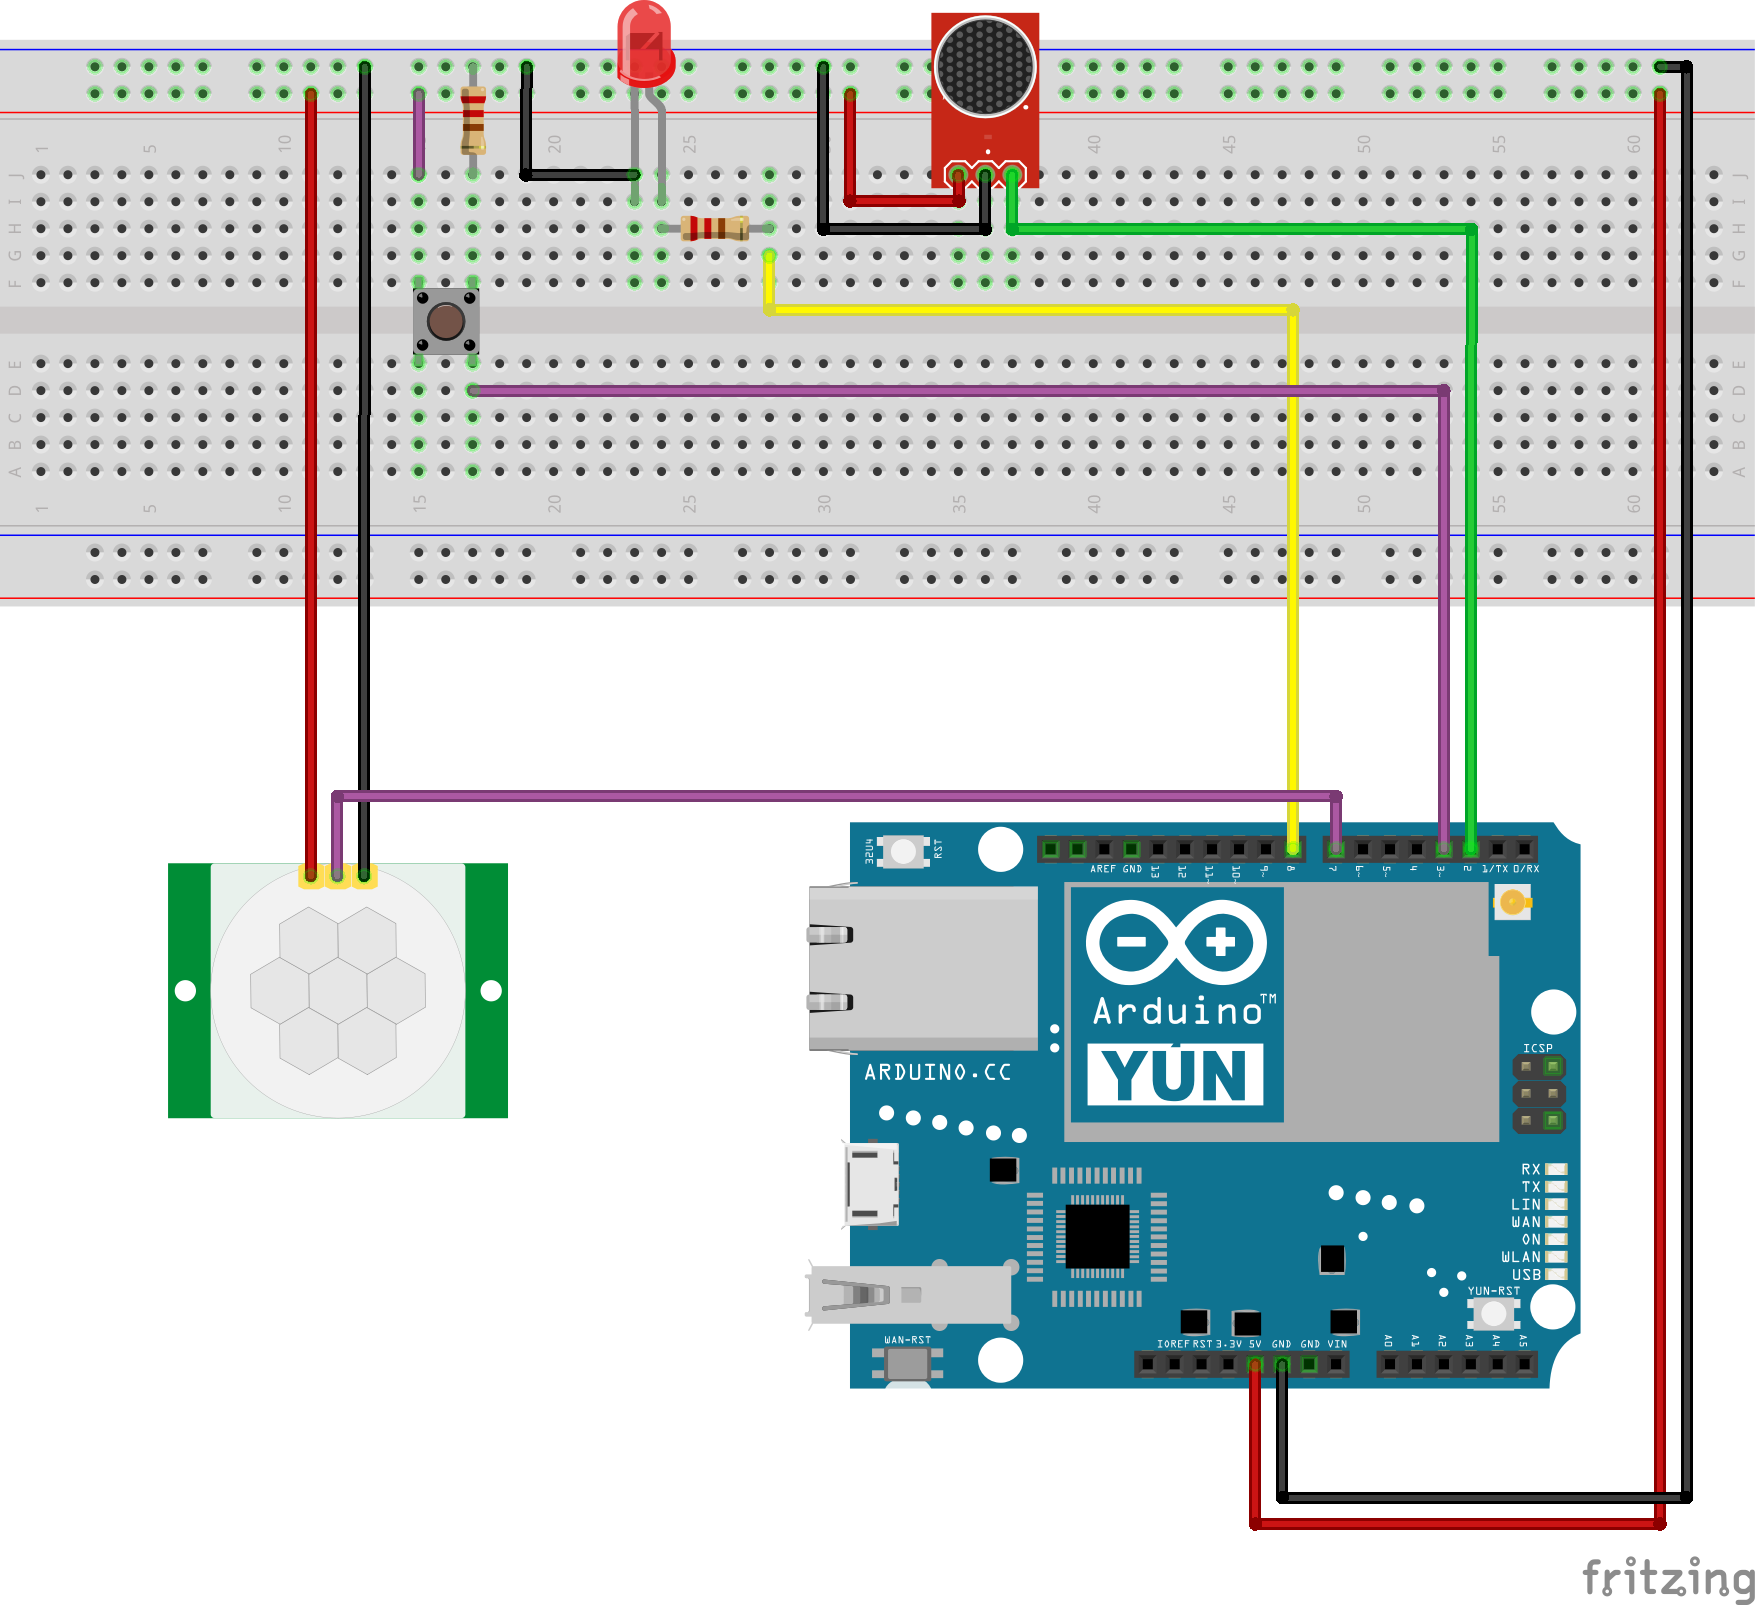 1 5 10 15 20 25 30 35 40 45 50 55 60
J J
I I
H H
G G
F F
E E
D D
C C
B B
A A
1 5 10 15 20 25 30 35 40 45 50 55 60
32U4 RST
AREF GND 13 12 11~ 10~ 9~ 8 7 6~ 5~ 4 3~ 2 1/TX 0/RX
Arduino™
YÚN
ICSP
ARDUINO.CC
RX
TX
LIN
WAN
ON
WLAN
USB
YUN-RST
WAN-RST
IOREF RST 3.3V 5V GND GND VIN A0 A1 A2 A3 A4 A5
fritzing